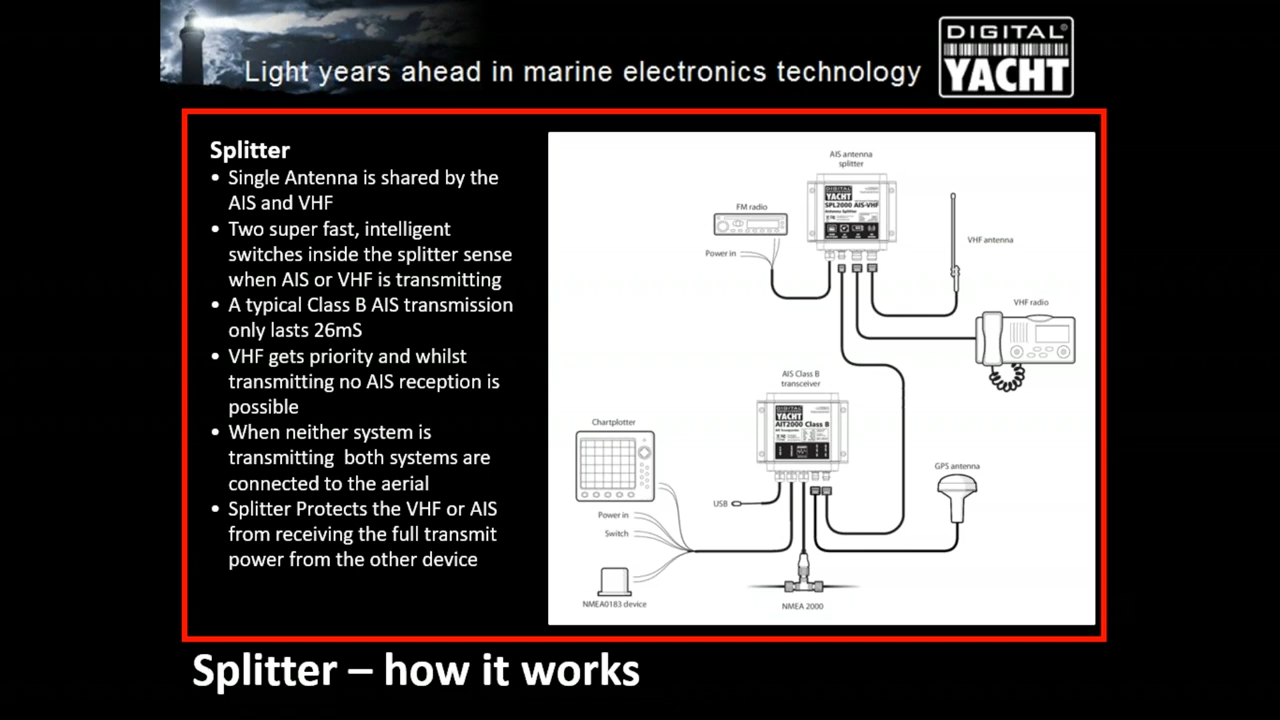 Light years ahead in marine electronics technology
DIGITAL
YACHT
Splitter
• Single Antenna is shared by the
AIS and VHF
• Two super fast, intelligent
switches inside the splitter sense
when AIS or VHF is transmitting
• A typical Class B AIS transmission
only lasts 26mS
• VHF gets priority and whilst
transmitting no AIS reception is
possible
• When neither system is
transmitting both systems are
connected to the aerial
• Splitter Protects the VHF or AIS
from receiving the full transmit
power from the other device
AIS antenna
splitter
DIGITAL
YACHT
SPL2000 AIS-VHF
Antenna Splitter
FM radio
Power in
VHF antenna
VHF radio
AIS Class B
transceiver
DIGITAL
YACHT
AIT2000 Class B
Chartplotter
GPS antenna
USB
Power in
Switch
NMEA0183 device
NMEA 2000
Splitter – how it works